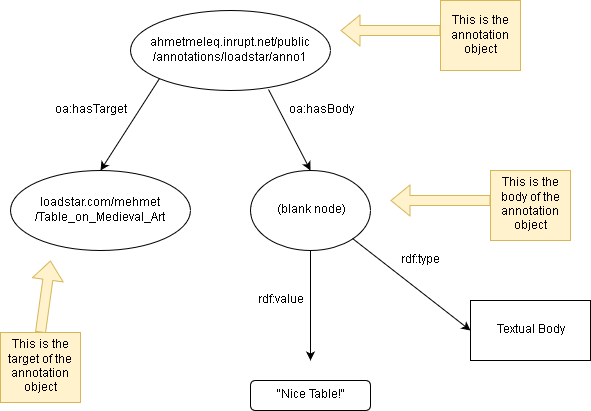 This is the
annotation
object
ahmetmeleq.inrupt.net/public
/annotations/loadstar/anno1
oa:hasTarget
oa:hasBody
loadstar.com/mehmet
/Table_on_Medieval_Art
(blank node)
This is the
body of the
annotation
object
rdf:type
rdf:value
Textual Body
This is the
target of the
annotation
object
"Nice Table!"